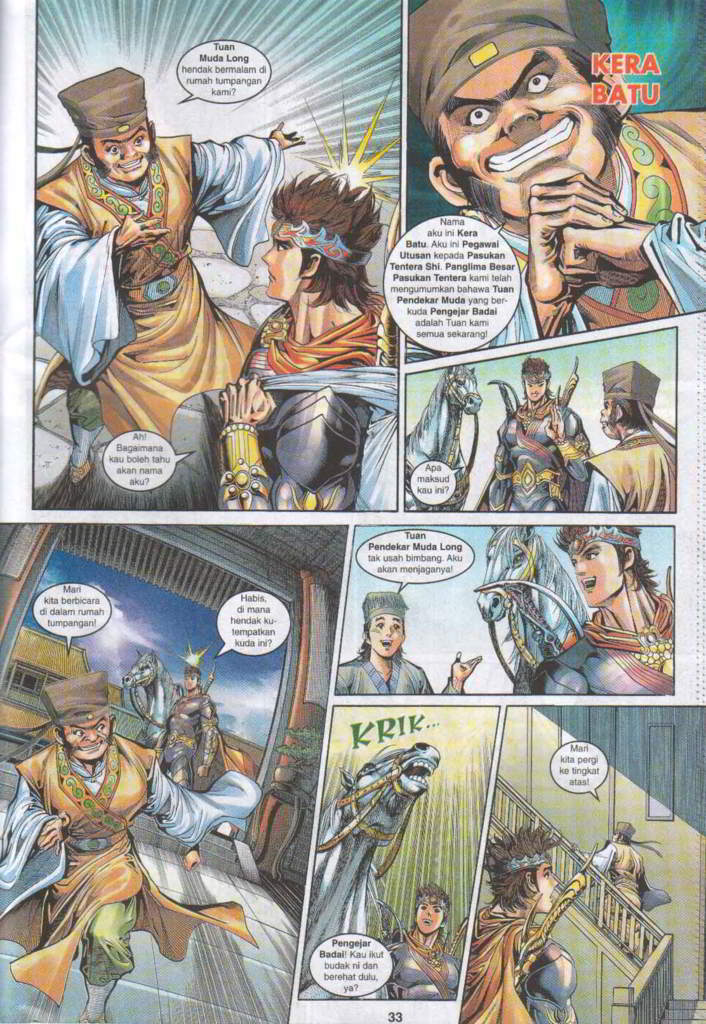 Tuan
Muda Long
hendak bermalam di
rumah tumpangan
kami?
Ah!
Bagaimana
kau boleh tahu
akan nama
aku?
KERA
BATU
Nama
aku ini Kera
Batu. Aku ini Pegawai
Utusan kepada Pasukan
Tentera Shi. Panglima Besar
Pasukan Tentera kami telah
mengumumkan bahawa Tuan
Pendekar Muda yang ber-
kuda Pengejar Badai
adalah Tuan kami
semua sekarang!
Apa
maksud
kau ini?
Mari
kita berbicara
di dalam rumah
tumpangan!
Habis,
di mana
hendak ku-
tempatkan
kuda ini?
Tuan
Pendekar Muda Long
tak usah bimbang. Aku
akan menjaganya!
KRIK...
Pengejar
Badai! Kau ikut
budak ni dan
berehat dulu,
ya?
Mari
kita pergi
ke tingkat
atas!
33